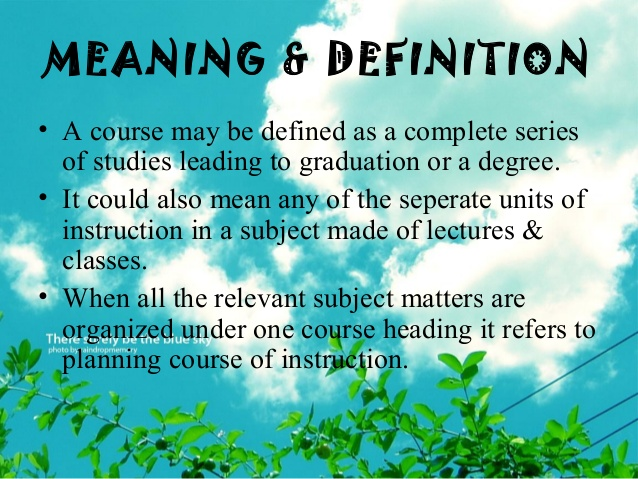 MEANING & DEFINITION
• A course may be defined as a complete series
of studies leading to graduation or a degree.
• It could also mean any of the seperate units of
instruction in a subject made of lectures &
classes.
• When all the relevant subject matters are
organized under one course heading it refers to
There surely be the blue sky
photo by raindropmemory
planning course of instruction.